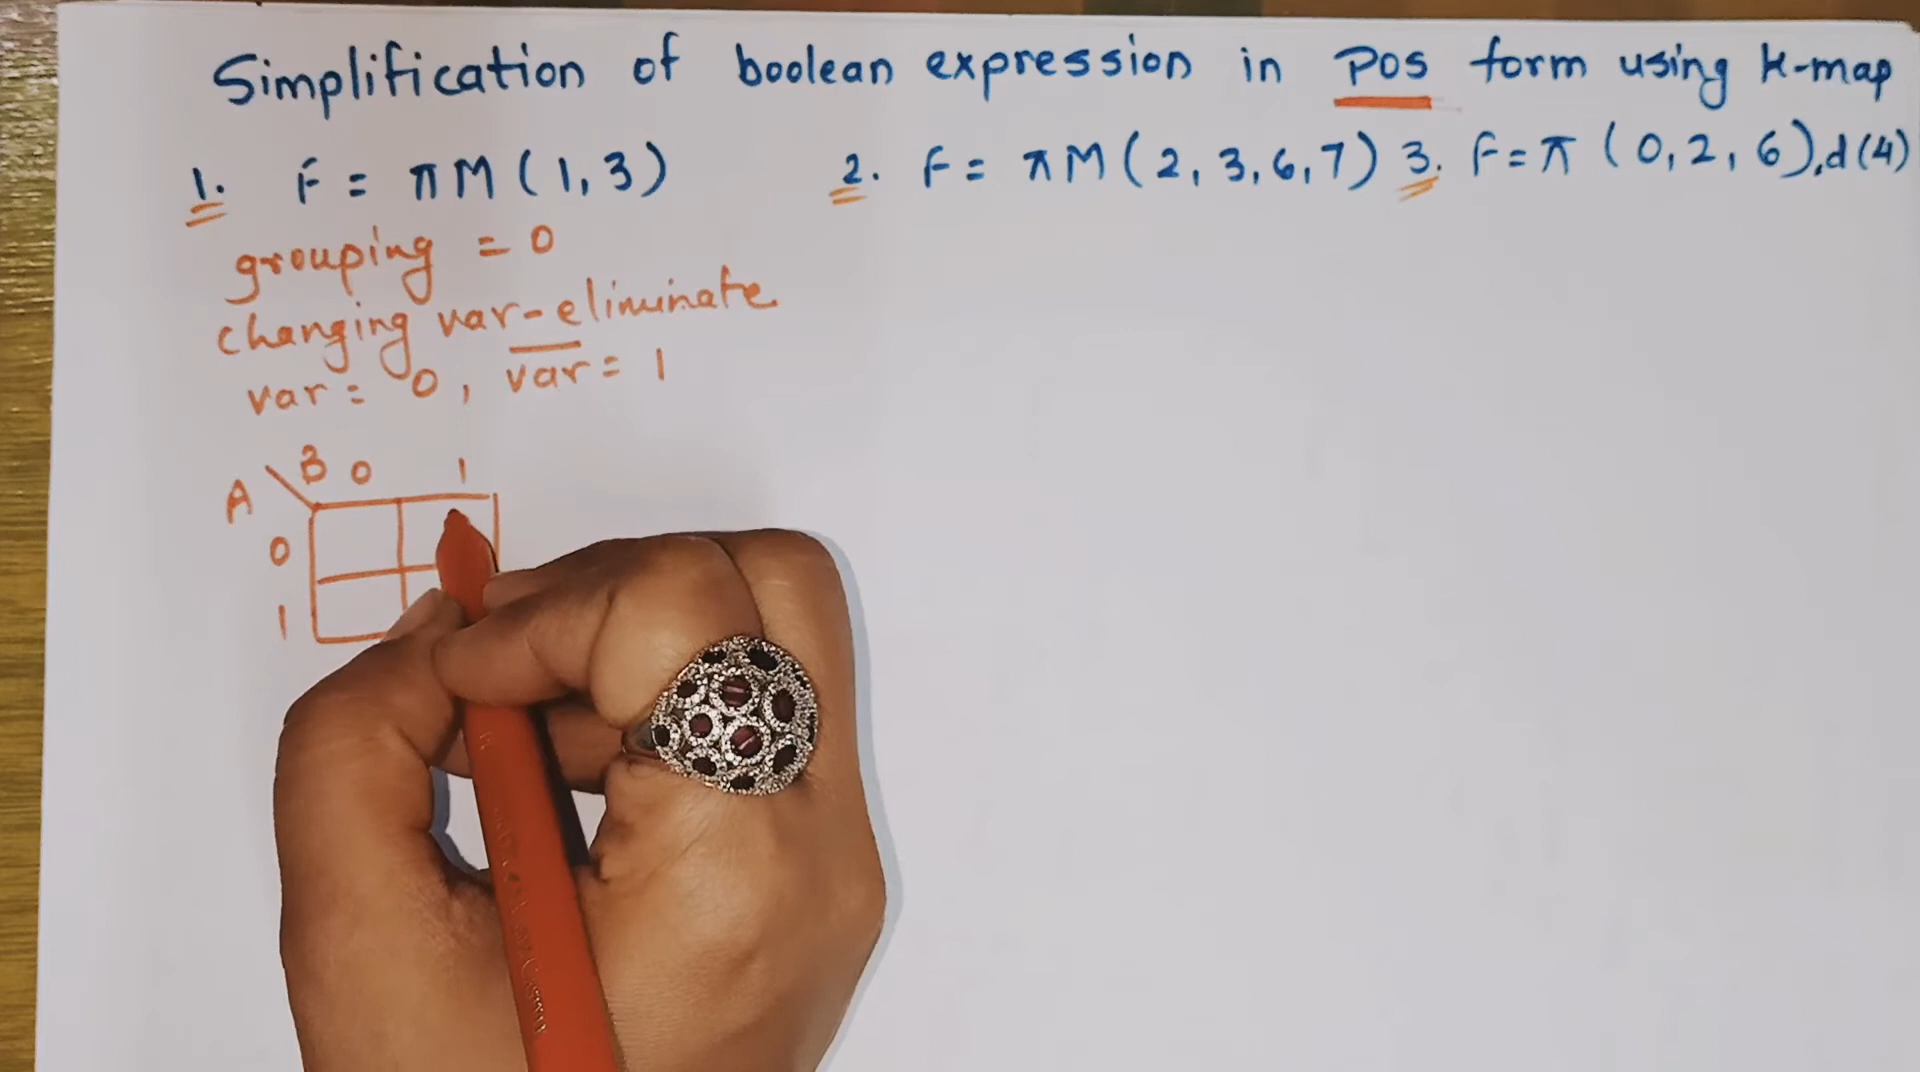 Simplification of boolean expression in POS form using K-map
1. F = πM(1,3) 2. F = πM(2,3,6,7) 3. F=π(0,2,6).d(4)
grouping = 0
changing var-eliminate
var = 0, v̅a̅r̅ = 1
B 0 1
A
0
1